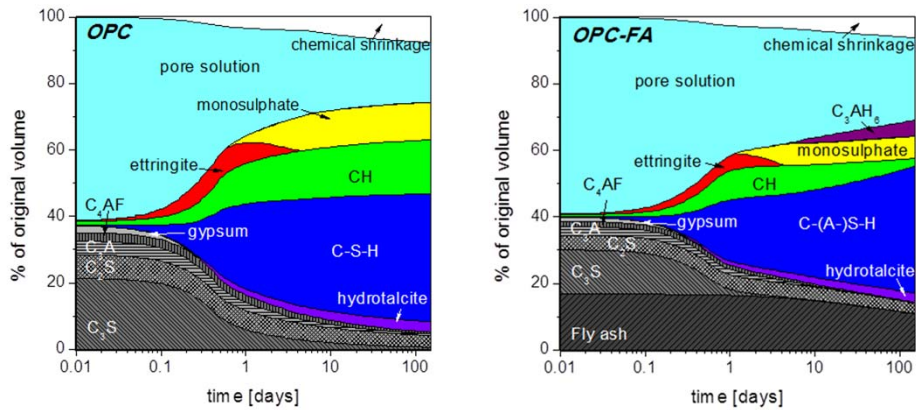 OPC
chemical shrinkage
pore solution
monosulphate
ettringite
CH
C₄AF
gypsum
C₃A
C₂S
C-S-H
hydrotalcite
C₃S
100
80
60
40
20
0
% of original volume
0.01 0.1 1 10 100
time [days]
OPC-FA
chemical shrinkage
pore solution
C₃AH₆
ettringite
monosulphate
C₄AF
CH
gypsum
C₃A
C₂S
C-(A-)S-H
C₃S
hydrotalcite
Fly ash
100
80
60
40
20
0
% of original volume
0.01 0.1 1 10 100
time [days]